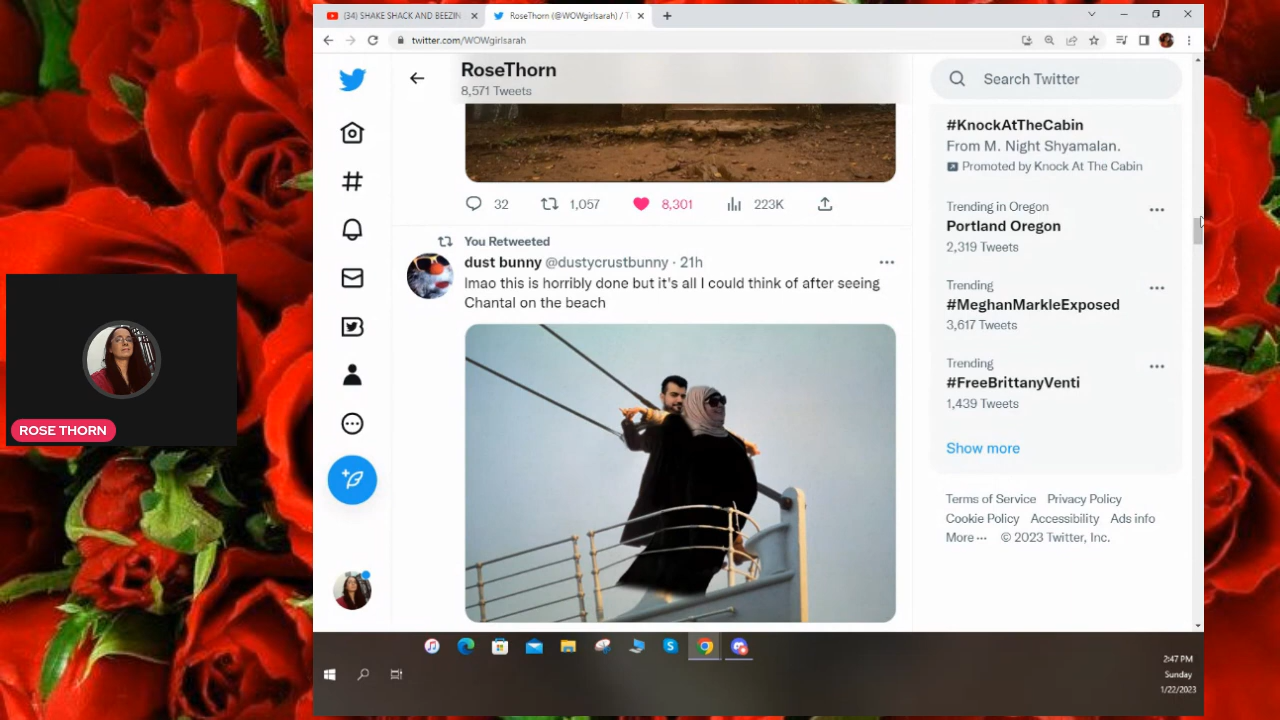 (34) SHAKE SHACK AND BEEZIN
RoseThorn (@WOWgirlsarah) / T
twitter.com/WOWgirlsarah
RoseThorn
8,571 Tweets
Search Twitter
#KnockAtTheCabin
From M. Night Shyamalan.
Promoted by Knock At The Cabin
32 1,057 8,301 223K
Trending in Oregon
Portland Oregon
2,319 Tweets
You Retweeted
dust bunny @dustycrustbunny · 21h
lmao this is horribly done but it's all I could think of after seeing
Chantal on the beach
Trending
#MeghanMarkleExposed
3,617 Tweets
Trending
#FreeBrittanyVenti
1,439 Tweets
Show more
Terms of Service Privacy Policy
Cookie Policy Accessibility Ads info
More ··· © 2023 Twitter, Inc.
ROSE THORN
2:47 PM
Sunday
1/22/2023